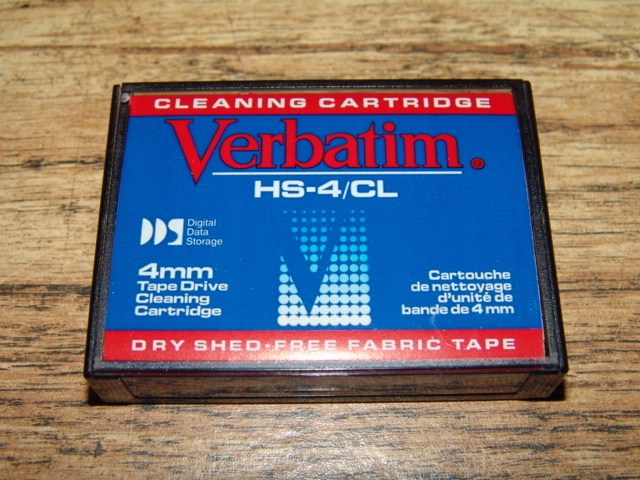 CLEANING CARTRIDGE
Verbatim®
HS-4/CL
DDS
Digital
Data
Storage
4mm
Tape Drive
Cleaning
Cartridge
Cartouche
de nettoyage
d'unité de
bande de 4 mm
DRY SHED-FREE FABRIC TAPE